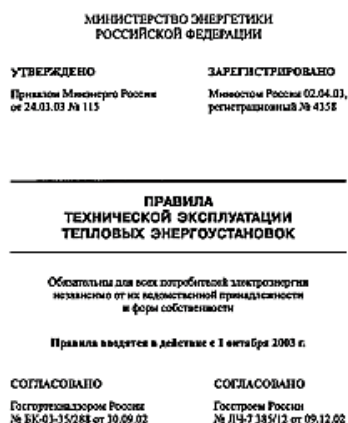 МИНИСТЕРСТВО ЭНЕРГЕТИКИ
РОССИЙСКОЙ ФЕДЕРАЦИИ
УТВЕРЖДЕНО
Приказом Минэнерго России
от 24.03.03 № 115
ЗАРЕГИСТРИРОВАНО
Минюстом России 02.04.03,
регистрационный № 4358
ПРАВИЛА
ТЕХНИЧЕСКОЙ ЭКСПЛУАТАЦИИ
ТЕПЛОВЫХ ЭНЕРГОУСТАНОВОК
Обязательны для всех потребителей электроэнергии
независимо от их ведомственной принадлежности
и форм собственности
Правила вводятся в действие с 1 октября 2003 г.
СОГЛАСОВАНО
Госгортехнадзором России
№ БК-03-35/288 от 30.09.02
СОГЛАСОВАНО
Госстроем России
№ ЛЧ-7385/12 от 09.12.02